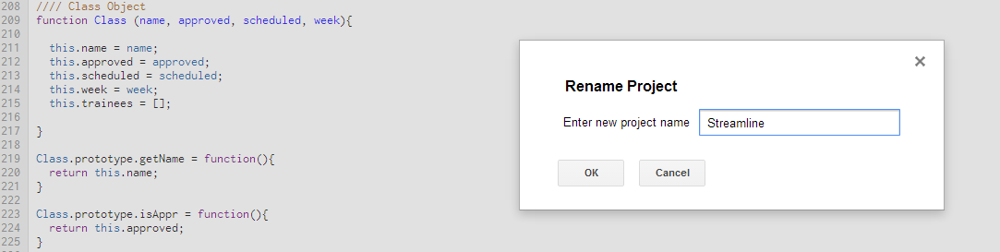 208 //// Class Object
209 function Class (name, approved, scheduled, week){
210
211 this.name = name;
212 this.approved = approved;
213 this.scheduled = scheduled;
214 this.week = week;
215 this.trainees = [];
216
217 }
218
219 Class.prototype.getName = function(){
220 return this.name;
221 }
222
223 Class.prototype.isAppr = function(){
224 return this.approved;
225 }
×
Rename Project
Enter new project name Streamline
OK Cancel